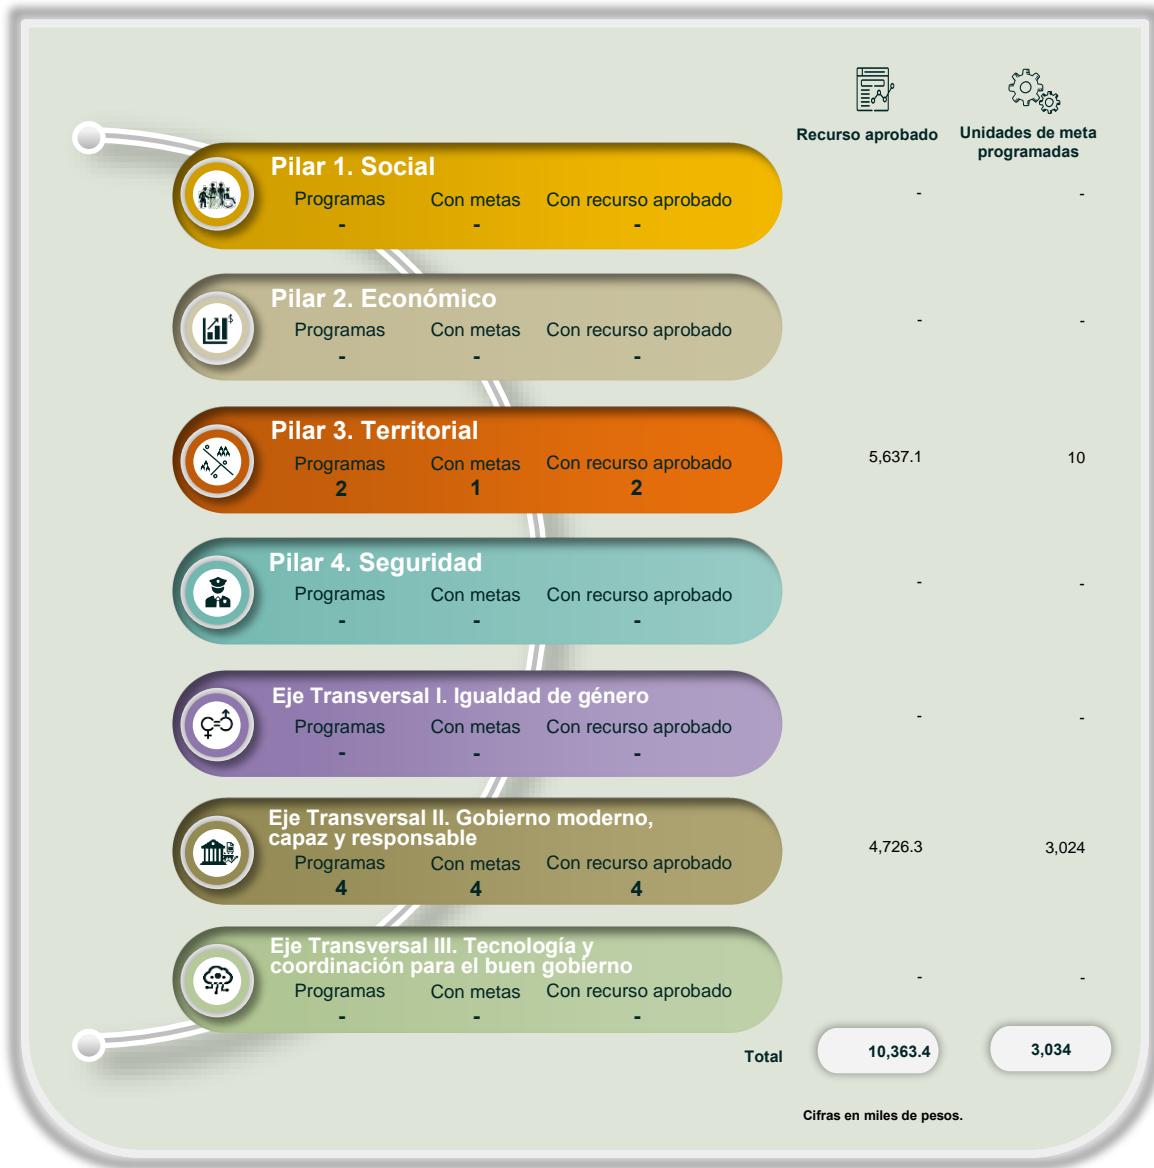 Recurso aprobado
Unidades de meta
programadas
Pilar 1. Social
Programas Con metas Con recurso aprobado
- - -
- -
Pilar 2. Económico
Programas Con metas Con recurso aprobado
- - -
- -
Pilar 3. Territorial
Programas Con metas Con recurso aprobado
2 1 2
5,637.1 10
Pilar 4. Seguridad
Programas Con metas Con recurso aprobado
- - -
- -
Eje Transversal I. Igualdad de género
Programas Con metas Con recurso aprobado
- - -
- -
Eje Transversal II. Gobierno moderno,
capaz y responsable
Programas Con metas Con recurso aprobado
4 4 4
4,726.3 3,024
Eje Transversal III. Tecnología y
coordinación para el buen gobierno
Programas Con metas Con recurso aprobado
- - -
- -
Total 10,363.4 3,034
Cifras en miles de pesos.